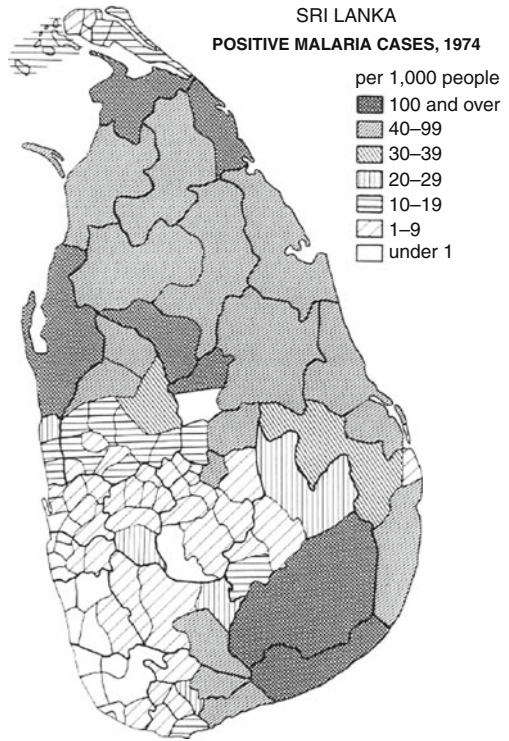 SRI LANKA
POSITIVE MALARIA CASES, 1974
per 1,000 people
100 and over
40–99
30–39
20–29
10–19
1–9
under 1